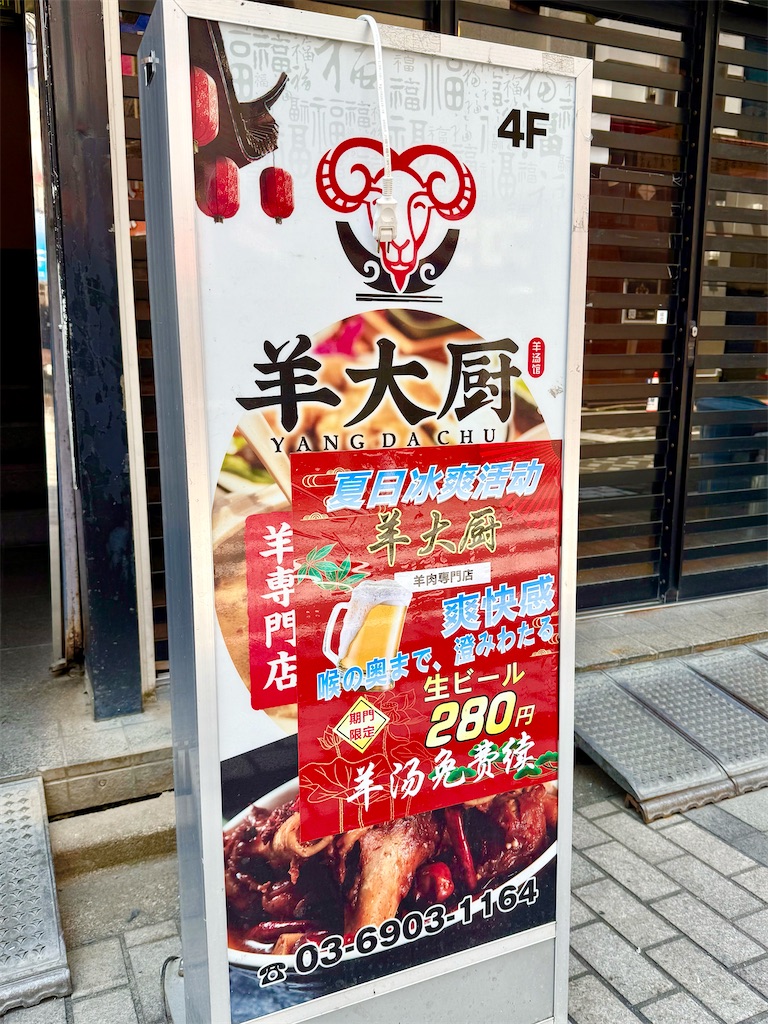 4F
羊大厨
羊汤馆
YANG DA CHU
夏日冰爽活动
羊大厨
羊肉専門店
羊専門店
爽快感
喉の奥まで、澄みわたる
生ビール
280円
期門
限定
羊汤免费续
☎03-6903-1164